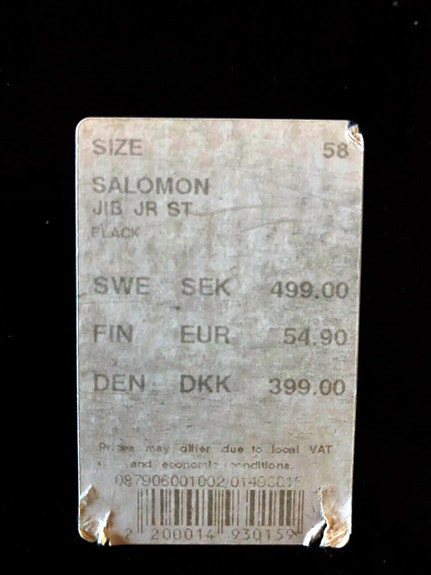 SIZE 58
SALOMON
JIB JR ST
BLACK
SWE SEK 499.00
FIN EUR 54.90
DEN DKK 399.00
Prices may differ due to local VAT
and economic conditions.
2 200014 930159